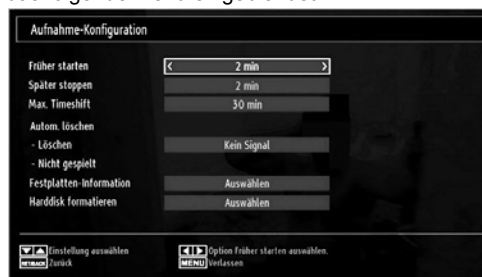 Aufnahme-Konfiguration
Früher starten < 2 min >
Später stoppen 2 min
Max. Timeshift 30 min
Autom. löschen
- Löschen Kein Signal
- Nicht gespielt
Festplatten-Information Auswählen
Harddisk formatieren Auswählen
Einstellung auswählen Option Früher starten auswählen.
Zurück MENU Verlassen